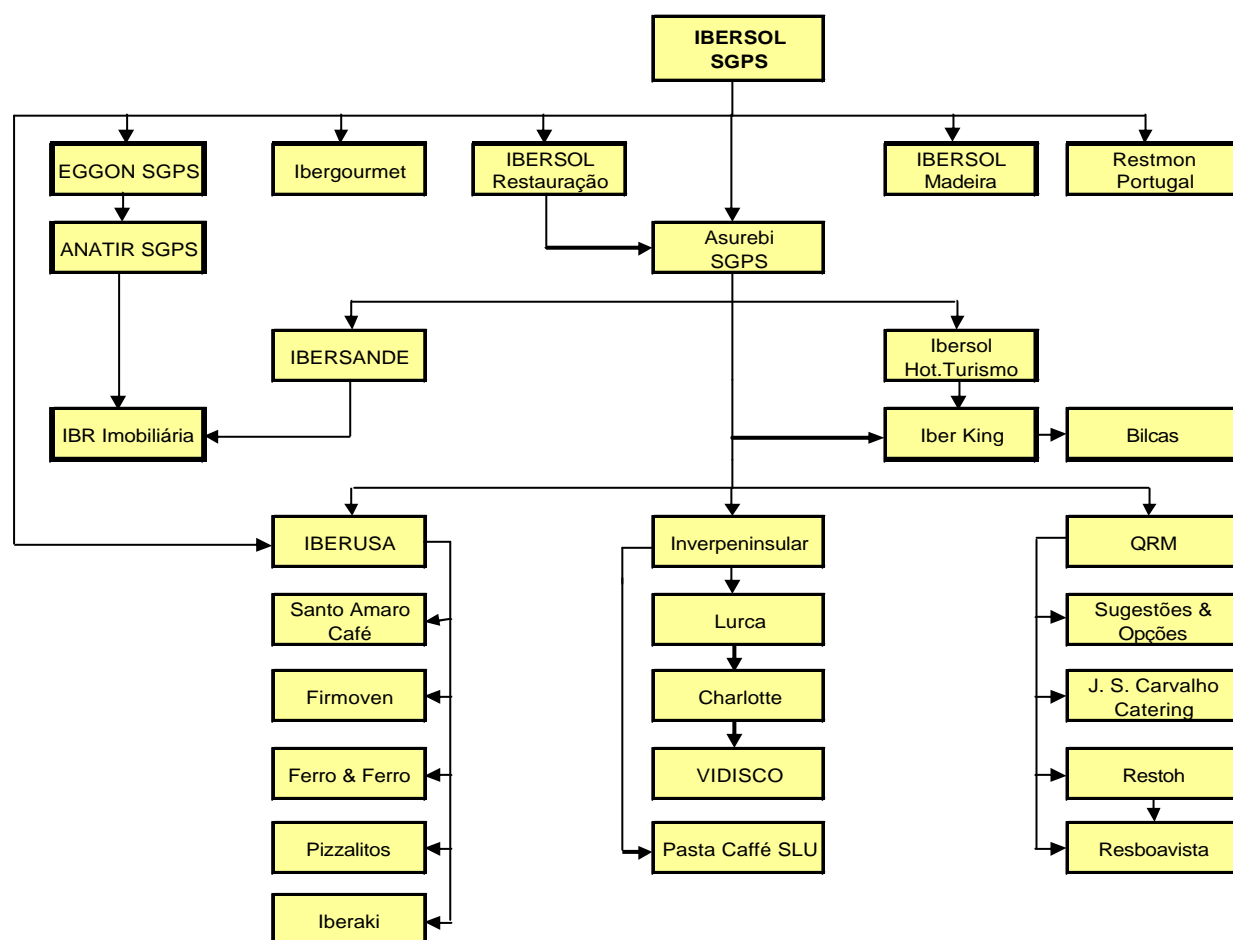 IBERSOL
SGPS
EGGON SGPS
Ibergourmet
IBERSOL
Restauração
IBERSOL
Madeira
Restmon
Portugal
ANATIR SGPS
Asurebi
SGPS
IBERSANDE
Ibersol
Hot.Turismo
IBR Imobiliária
Iber King
Bilcas
IBERUSA
Inverpeninsular
QRM
Santo Amaro
Café
Lurca
Sugestões &
Opções
Firmoven
Charlotte
J. S. Carvalho
Catering
Ferro & Ferro
VIDISCO
Restoh
Pizzalitos
Pasta Caffé SLU
Resboavista
Iberaki